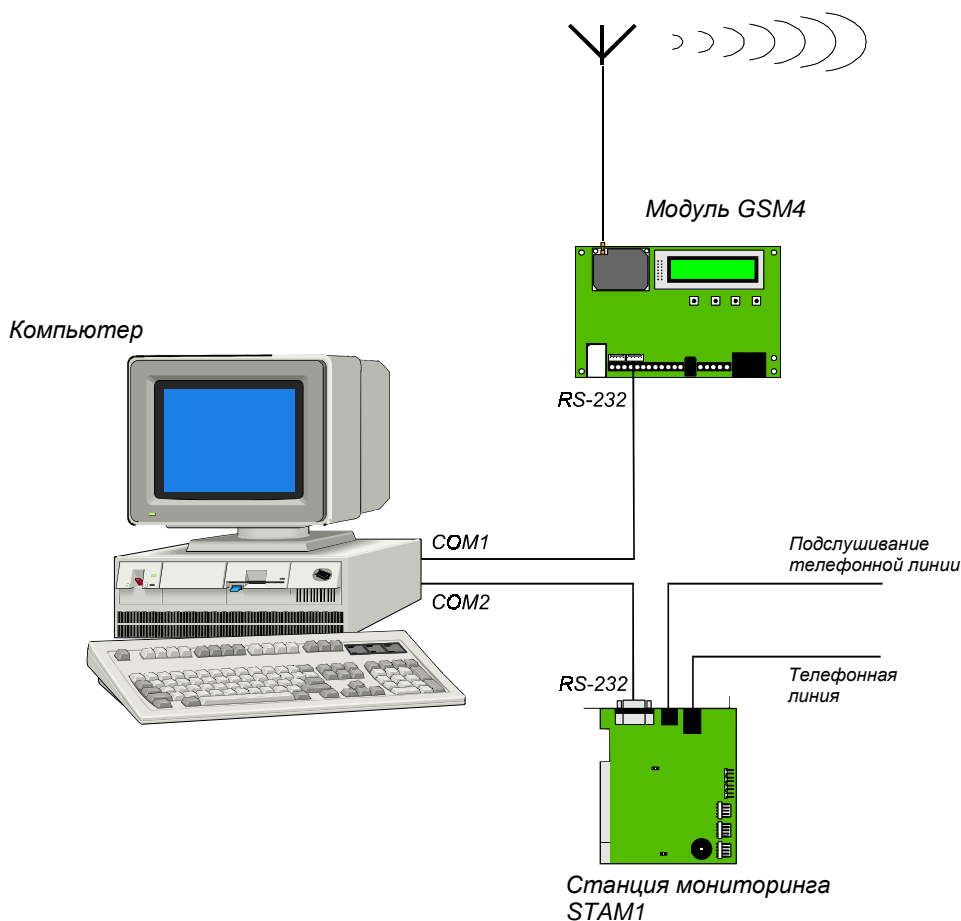 Модуль GSM4
Компьютер
RS-232
COM1
Подслушивание
телефонной линии
COM2
RS-232
Телефонная
линия
Станция мониторинга
STAM1